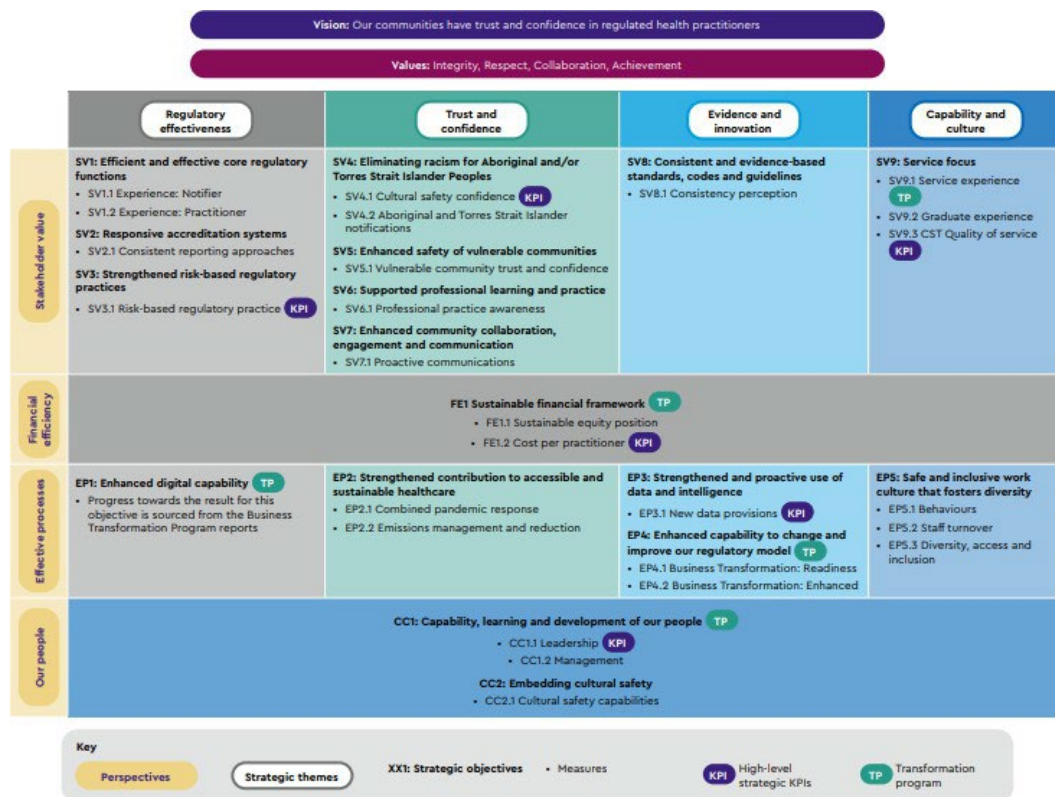 Vision: Our communities have trust and confidence in regulated health practitioners
Values: Integrity, Respect, Collaboration, Achievement
Regulatory
effectiveness
Trust and
confidence
Evidence and
innovation
Capability and
culture
Stakeholder value
SV1: Efficient and effective core regulatory
functions
• SV1.1 Experience: Notifier
• SV1.2 Experience: Practitioner
SV2: Responsive accreditation systems
• SV2.1 Consistent reporting approaches
SV3: Strengthened risk-based regulatory
practices
• SV3.1 Risk-based regulatory practice KPI
SV4: Eliminating racism for Aboriginal and/or
Torres Strait Islander Peoples
• SV4.1 Cultural safety confidence KPI
• SV4.2 Aboriginal and Torres Strait Islander
notifications
SV5: Enhanced safety of vulnerable communities
• SV5.1 Vulnerable community trust and confidence
SV6: Supported professional learning and practice
• SV6.1 Professional practice awareness
SV7: Enhanced community collaboration,
engagement and communication
• SV7.1 Proactive communications
SV8: Consistent and evidence-based
standards, codes and guidelines
• SV8.1 Consistency perception
SV9: Service focus
• SV9.1 Service experience
TP
• SV9.2 Graduate experience
• SV9.3 CST Quality of service
KPI
Financial
efficiency
FE1 Sustainable financial framework TP
• FE1.1 Sustainable equity position
• FE1.2 Cost per practitioner KPI
Effective processes
EP1: Enhanced digital capability TP
• Progress towards the result for this
objective is sourced from the Business
Transformation Program reports
EP2: Strengthened contribution to accessible and
sustainable healthcare
• EP2.1 Combined pandemic response
• EP2.2 Emissions management and reduction
EP3: Strengthened and proactive use of
data and intelligence
• EP3.1 New data provisions KPI
EP4: Enhanced capability to change and
improve our regulatory model TP
• EP4.1 Business Transformation: Readiness
• EP4.2 Business Transformation: Enhanced
EP5: Safe and inclusive work
culture that fosters diversity
• EP5.1 Behaviours
• EP5.2 Staff turnover
• EP5.3 Diversity, access and
inclusion
Our people
CC1: Capability, learning and development of our people TP
• CC1.1 Leadership KPI
• CC1.2 Management
CC2: Embedding cultural safety
• CC2.1 Cultural safety capabilities
Key
Perspectives
Strategic themes
XX1: Strategic objectives
• Measures
KPI High-level
strategic KPIs
TP Transformation
program